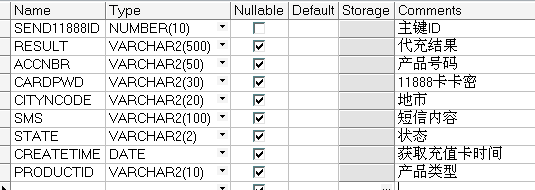 Name Type Nullable Default Storage Comments
SEND11888ID NUMBER(10) 主键ID
RESULT VARCHAR2(500) 代充结果
ACCNBR VARCHAR2(50) 产品号码
CARDPWD VARCHAR2(30) 11888卡卡密
CITYNCODE VARCHAR2(20) 地市
SMS VARCHAR2(100) 短信内容
STATE VARCHAR2(2) 状态
CREATETIME DATE 获取充值卡时间
PRODUCTID VARCHAR2(10) 产品类型
...